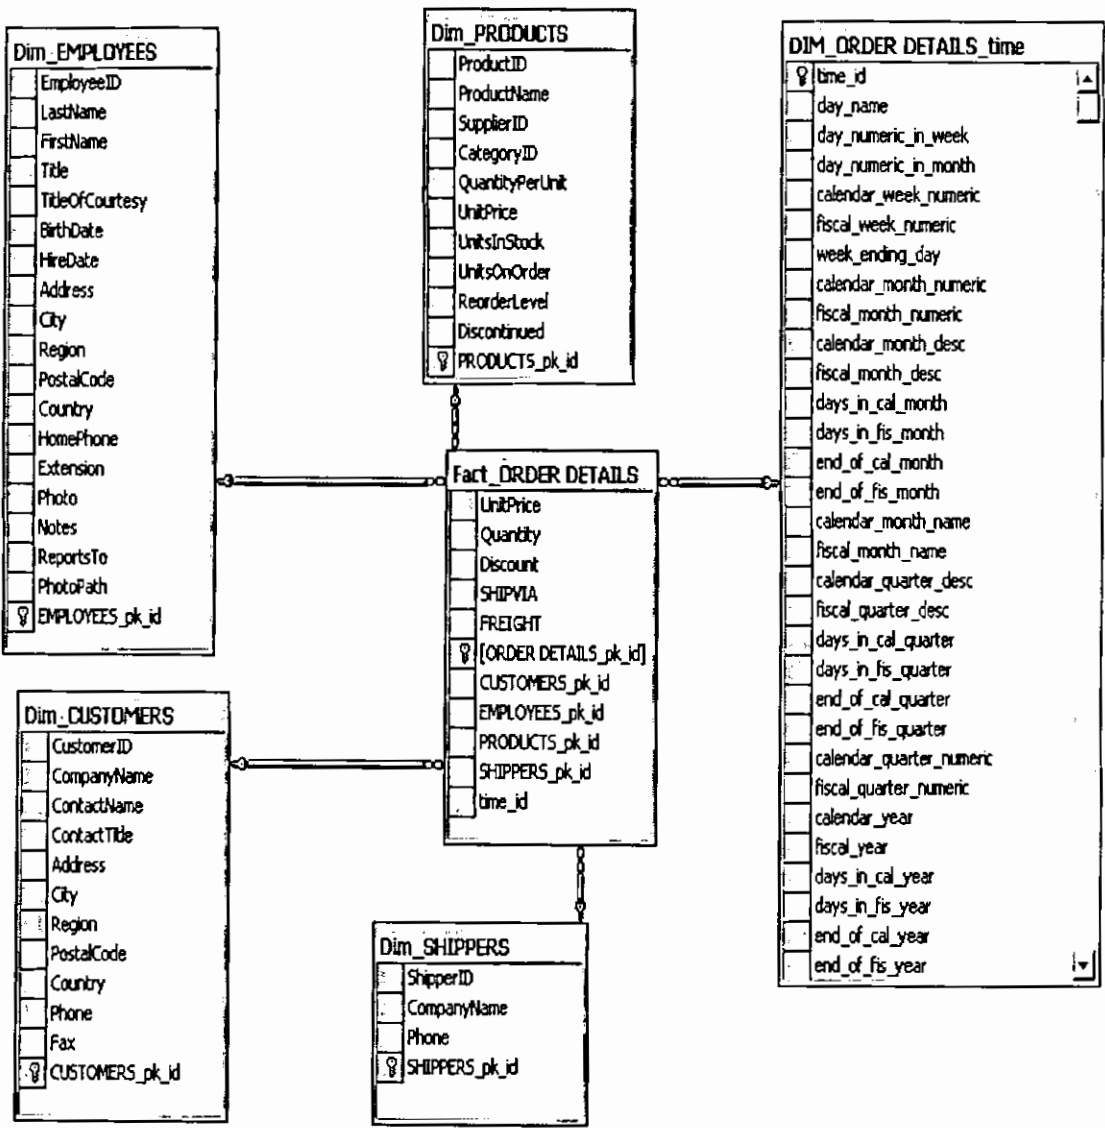 Dim_EMPLOYEES
EmployeeID
LastName
FirstName
Title
TitleOfCourtesy
BirthDate
HireDate
Address
City
Region
PostalCode
Country
HomePhone
Extension
Photo
Notes
ReportsTo
PhotoPath
EMPLOYEES_pk_id
Dim_PRODUCTS
ProductID
ProductName
SupplierID
CategoryID
QuantityPerUnit
UnitPrice
UnitsInStock
UnitsOnOrder
ReorderLevel
Discontinued
PRODUCTS_pk_id
DIM_ORDER DETAILS_time
time_id
day_name
day_numeric_in_week
day_numeric_in_month
calendar_week_numeric
fiscal_week_numeric
week_ending_day
calendar_month_numeric
fiscal_month_numeric
calendar_month_desc
fiscal_month_desc
days_in_cal_month
days_in_fis_month
end_of_cal_month
end_of_fis_month
calendar_month_name
fiscal_month_name
calendar_quarter_desc
fiscal_quarter_desc
days_in_cal_quarter
days_in_fis_quarter
end_of_cal_quarter
end_of_fis_quarter
calendar_quarter_numeric
fiscal_quarter_numeric
calendar_year
fiscal_year
days_in_cal_year
days_in_fis_year
end_of_cal_year
end_of_fis_year
Fact_ORDER DETAILS
UnitPrice
Quantity
Discount
SHIPVIA
FREIGHT
[ORDER DETAILS_pk_id]
CUSTOMERS_pk_id
EMPLOYEES_pk_id
PRODUCTS_pk_id
SHIPPERS_pk_id
time_id
Dim_CUSTOMERS
CustomerID
CompanyName
ContactName
ContactTitle
Address
City
Region
PostalCode
Country
Phone
Fax
CUSTOMERS_pk_id
Dim_SHIPPERS
ShipperID
CompanyName
Phone
SHIPPERS_pk_id